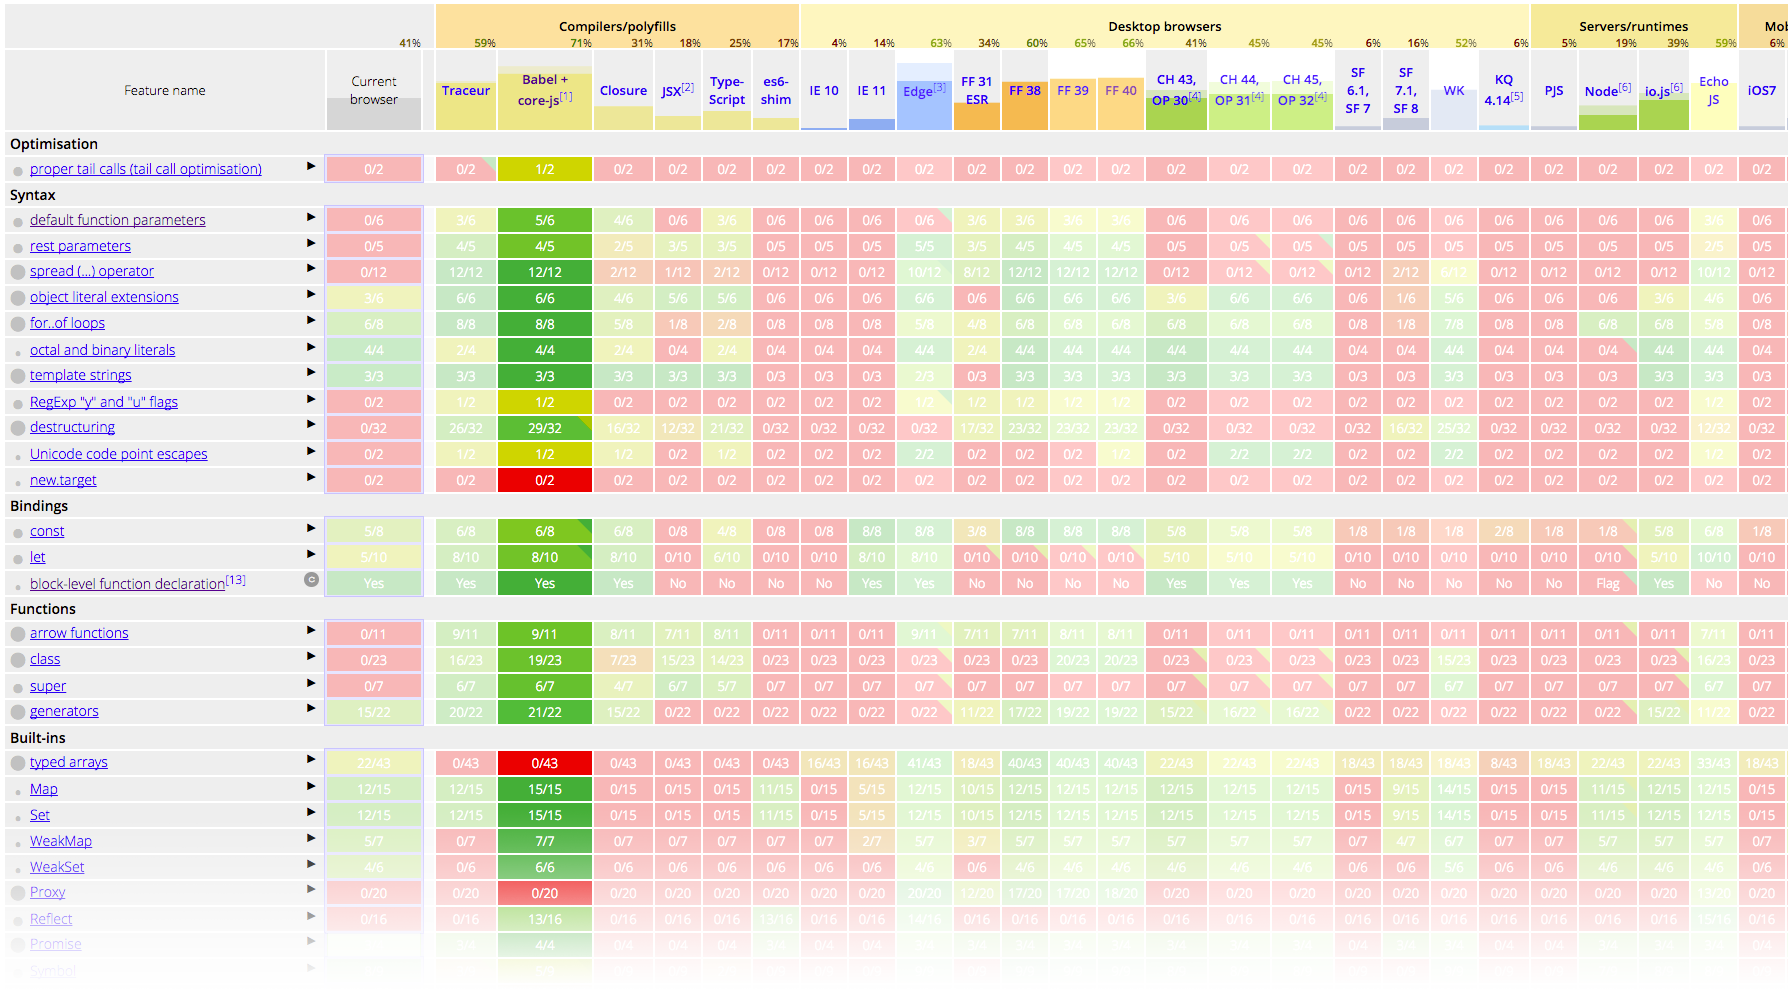 Compilers/polyfills Desktop browsers Servers/runtimes Mob
41% 59% 71% 31% 18% 25% 17% 4% 14% 63% 34% 60% 65% 66% 41% 45% 45% 6% 16% 52% 6% 5% 19% 39% 59% 6%
Feature name
Current
browser
Traceur
Babel +
core-js[1]
Closure
JSX[2]
Type-
Script
es6-
shim
IE 10
IE 11
Edge[3]
FF 31
ESR
FF 38
FF 39
FF 40
CH 43,
OP 30[4]
CH 44,
OP 31[4]
CH 45,
OP 32[4]
SF
6.1,
SF 7
SF
7.1,
SF 8
WK
KQ
4.14[5]
PJS
Node[6]
io.js[6]
Echo
JS
iOS7
Optimisation
proper tail calls (tail call optimisation) 0/2 0/2 1/2 0/2 0/2 0/2 0/2 0/2 0/2 0/2 0/2 0/2 0/2 0/2 0/2 0/2 0/2 0/2 0/2 0/2 0/2 0/2 0/2 0/2 0/2 0/2
Syntax
default function parameters 0/6 3/6 5/6 4/6 0/6 3/6 0/6 0/6 0/6 0/6 3/6 3/6 3/6 3/6 0/6 0/6 0/6 0/6 0/6 0/6 0/6 0/6 0/6 0/6 3/6 0/6
rest parameters 0/5 4/5 4/5 2/5 3/5 3/5 0/5 0/5 0/5 5/5 3/5 4/5 4/5 4/5 0/5 0/5 0/5 0/5 0/5 0/5 0/5 0/5 0/5 0/5 2/5 0/5
spread (...) operator 0/12 12/12 12/12 2/12 1/12 2/12 0/12 0/12 0/12 10/12 8/12 12/12 12/12 12/12 0/12 0/12 0/12 0/12 2/12 6/12 0/12 0/12 0/12 0/12 10/12 0/12
object literal extensions 3/6 6/6 6/6 4/6 5/6 5/6 0/6 0/6 0/6 6/6 0/6 6/6 6/6 6/6 3/6 6/6 6/6 0/6 1/6 5/6 0/6 0/6 0/6 3/6 4/6 0/6
for..of loops 6/8 8/8 8/8 5/8 1/8 2/8 0/8 0/8 0/8 5/8 4/8 6/8 6/8 6/8 6/8 6/8 6/8 0/8 1/8 7/8 0/8 0/8 6/8 6/8 5/8 0/8
octal and binary literals 4/4 2/4 4/4 2/4 0/4 2/4 0/4 0/4 0/4 4/4 2/4 4/4 4/4 4/4 4/4 4/4 4/4 0/4 0/4 4/4 0/4 0/4 0/4 4/4 4/4 0/4
template strings 3/3 3/3 3/3 3/3 3/3 3/3 0/3 0/3 0/3 2/3 0/3 3/3 3/3 3/3 3/3 3/3 3/3 0/3 0/3 3/3 0/3 0/3 0/3 3/3 3/3 0/3
RegExp "y" and "u" flags 0/2 1/2 1/2 0/2 0/2 0/2 0/2 0/2 0/2 1/2 1/2 1/2 1/2 1/2 0/2 0/2 0/2 0/2 0/2 0/2 0/2 0/2 0/2 0/2 1/2 0/2
destructuring 0/32 26/32 29/32 16/32 12/32 21/32 0/32 0/32 0/32 0/32 17/32 23/32 23/32 23/32 0/32 0/32 0/32 0/32 16/32 25/32 0/32 0/32 0/32 0/32 12/32 0/32
Unicode code point escapes 0/2 1/2 1/2 1/2 0/2 1/2 0/2 0/2 0/2 2/2 0/2 0/2 0/2 1/2 0/2 2/2 2/2 0/2 0/2 2/2 0/2 0/2 0/2 0/2 1/2 0/2
new.target 0/2 0/2 0/2 0/2 0/2 0/2 0/2 0/2 0/2 0/2 0/2 0/2 0/2 0/2 0/2 0/2 0/2 0/2 0/2 0/2 0/2 0/2 0/2 0/2 0/2 0/2
Bindings
const 5/8 6/8 6/8 6/8 0/8 4/8 0/8 0/8 8/8 8/8 3/8 8/8 8/8 8/8 5/8 5/8 5/8 1/8 1/8 1/8 2/8 1/8 1/8 5/8 6/8 1/8
let 5/10 8/10 8/10 8/10 0/10 6/10 0/10 0/10 8/10 8/10 0/10 0/10 0/10 0/10 5/10 5/10 5/10 0/10 0/10 0/10 0/10 0/10 0/10 5/10 10/10 0/10
block-level function declaration[13] C Yes Yes Yes Yes No No No No Yes Yes No No No No Yes Yes Yes No No No No No Flag Yes No No
Functions
arrow functions 0/11 9/11 9/11 8/11 7/11 8/11 0/11 0/11 0/11 9/11 7/11 7/11 8/11 8/11 0/11 0/11 0/11 0/11 0/11 0/11 0/11 0/11 0/11 0/11 7/11 0/11
class 0/23 16/23 19/23 7/23 15/23 14/23 0/23 0/23 0/23 0/23 0/23 0/23 20/23 20/23 0/23 0/23 0/23 0/23 0/23 15/23 0/23 0/23 0/23 0/23 16/23 0/23
super 0/7 6/7 6/7 4/7 6/7 5/7 0/7 0/7 0/7 0/7 0/7 0/7 0/7 0/7 0/7 0/7 0/7 0/7 0/7 6/7 0/7 0/7 0/7 0/7 6/7 0/7
generators 15/22 20/22 21/22 15/22 0/22 0/22 0/22 0/22 0/22 0/22 11/22 17/22 19/22 19/22 15/22 16/22 16/22 0/22 0/22 0/22 0/22 0/22 0/22 15/22 11/22 0/22
Built-ins
typed arrays 22/43 0/43 0/43 0/43 0/43 0/43 0/43 16/43 16/43 41/43 18/43 40/43 40/43 40/43 22/43 22/43 22/43 18/43 18/43 18/43 8/43 18/43 22/43 22/43 33/43 18/43
Map 12/15 12/15 15/15 0/15 0/15 0/15 11/15 0/15 5/15 12/15 10/15 12/15 12/15 12/15 12/15 12/15 12/15 0/15 9/15 14/15 0/15 0/15 11/15 12/15 12/15 0/15
Set 12/15 12/15 15/15 0/15 0/15 0/15 11/15 0/15 5/15 12/15 10/15 12/15 12/15 12/15 12/15 12/15 12/15 0/15 9/15 14/15 0/15 0/15 11/15 12/15 12/15 0/15
WeakMap 5/7 0/7 7/7 0/7 0/7 0/7 0/7 0/7 2/7 5/7 3/7 5/7 5/7 5/7 5/7 5/7 5/7 0/7 4/7 6/7 0/7 0/7 5/7 5/7 5/7 0/7
WeakSet 4/6 0/6 6/6 0/6 0/6 0/6 0/6 0/6 0/6 4/6 0/6 4/6 4/6 4/6 4/6 4/6 4/6 0/6 0/6 5/6 0/6 0/6 4/6 4/6 4/6 0/6
Proxy 0/20 0/20 0/20 0/20 0/20 0/20 0/20 0/20 0/20 20/20 12/20 17/20 17/20 18/20 0/20 0/20 0/20 0/20 0/20 0/20 0/20 0/20 0/20 0/20 13/20 0/20
Reflect 0/16 0/16 13/16 0/16 0/16 0/16 13/16 0/16 0/16 14/16 0/16 0/16 0/16 0/16 0/16 0/16 0/16 0/16 0/16 0/16 0/16 0/16 0/16 0/16 15/16 0/16
Promise 4/4 0/4 0/4 0/4
Symbol